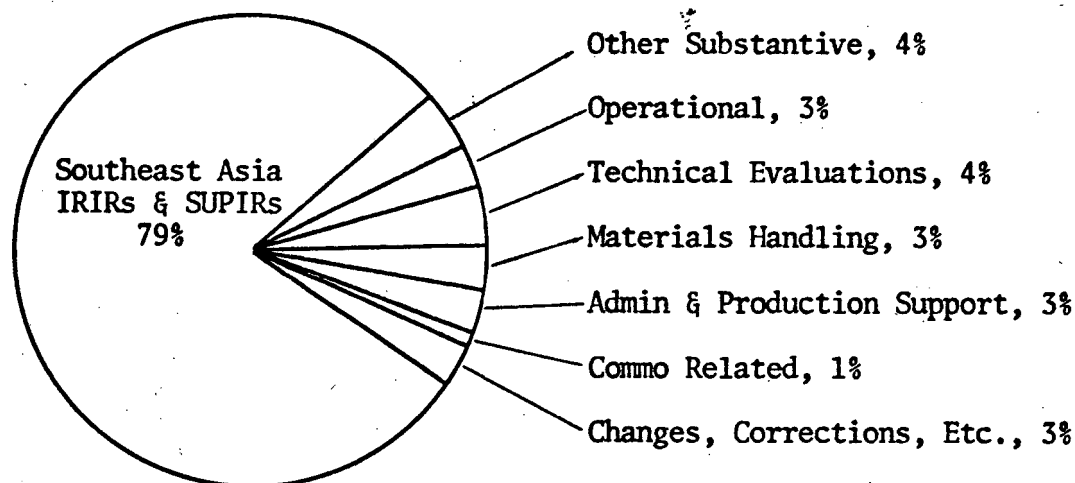 Other Substantive, 4%
Operational, 3%
Southeast Asia
IRIRs & SUPIRs
79%
Technical Evaluations, 4%
Materials Handling, 3%
Admin & Production Support, 3%
Commo Related, 1%
Changes, Corrections, Etc., 3%